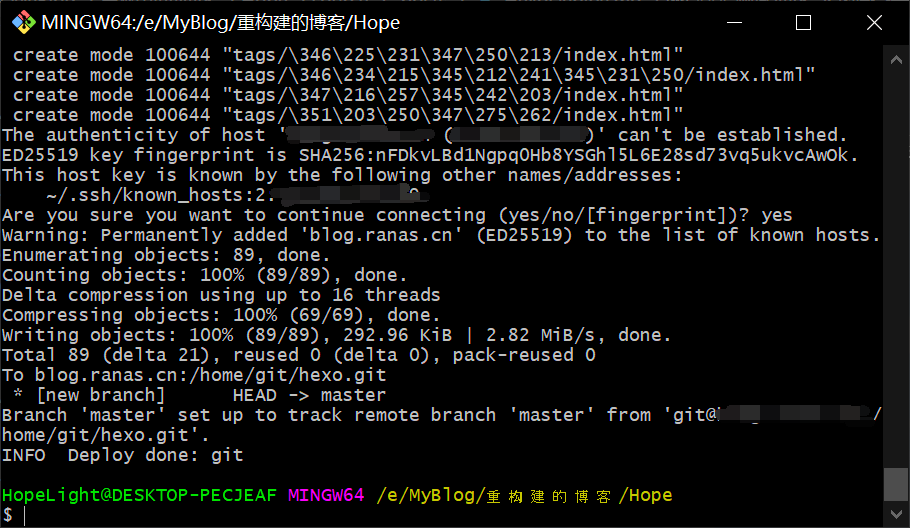 MINGW64:/e/MyBlog/重构建的博客/Hope
create mode 100644 "tags/\346\225\231\347\250\213/index.html"
create mode 100644 "tags/\346\234\215\345\212\241\345\231\250/index.html"
create mode 100644 "tags/\347\216\257\345\242\203/index.html"
create mode 100644 "tags/\351\203\250\347\275\262/index.html"
The authenticity of host ' ( )' can't be established.
ED25519 key fingerprint is SHA256:nFDkvLBd1NgpqOHb8YSGhl5L6E28sd73vq5ukvcAwOk.
This host key is known by the following other names/addresses:
~/.ssh/known_hosts:2.
Are you sure you want to continue connecting (yes/no/[fingerprint])? yes
Warning: Permanently added 'blog.ranas.cn' (ED25519) to the list of known hosts.
Enumerating objects: 89, done.
Counting objects: 100% (89/89), done.
Delta compression using up to 16 threads
Compressing objects: 100% (69/69), done.
Writing objects: 100% (89/89), 292.96 KiB | 2.82 MiB/s, done.
Total 89 (delta 21), reused 0 (delta 0), pack-reused 0
To blog.ranas.cn:/home/git/hexo.git
* [new branch]      HEAD -> master
Branch 'master' set up to track remote branch 'master' from 'git@ /
home/git/hexo.git'.
INFO  Deploy done: git
HopeLight@DESKTOP-PECJEAF MINGW64 /e/MyBlog/重构建的博客/Hope
$